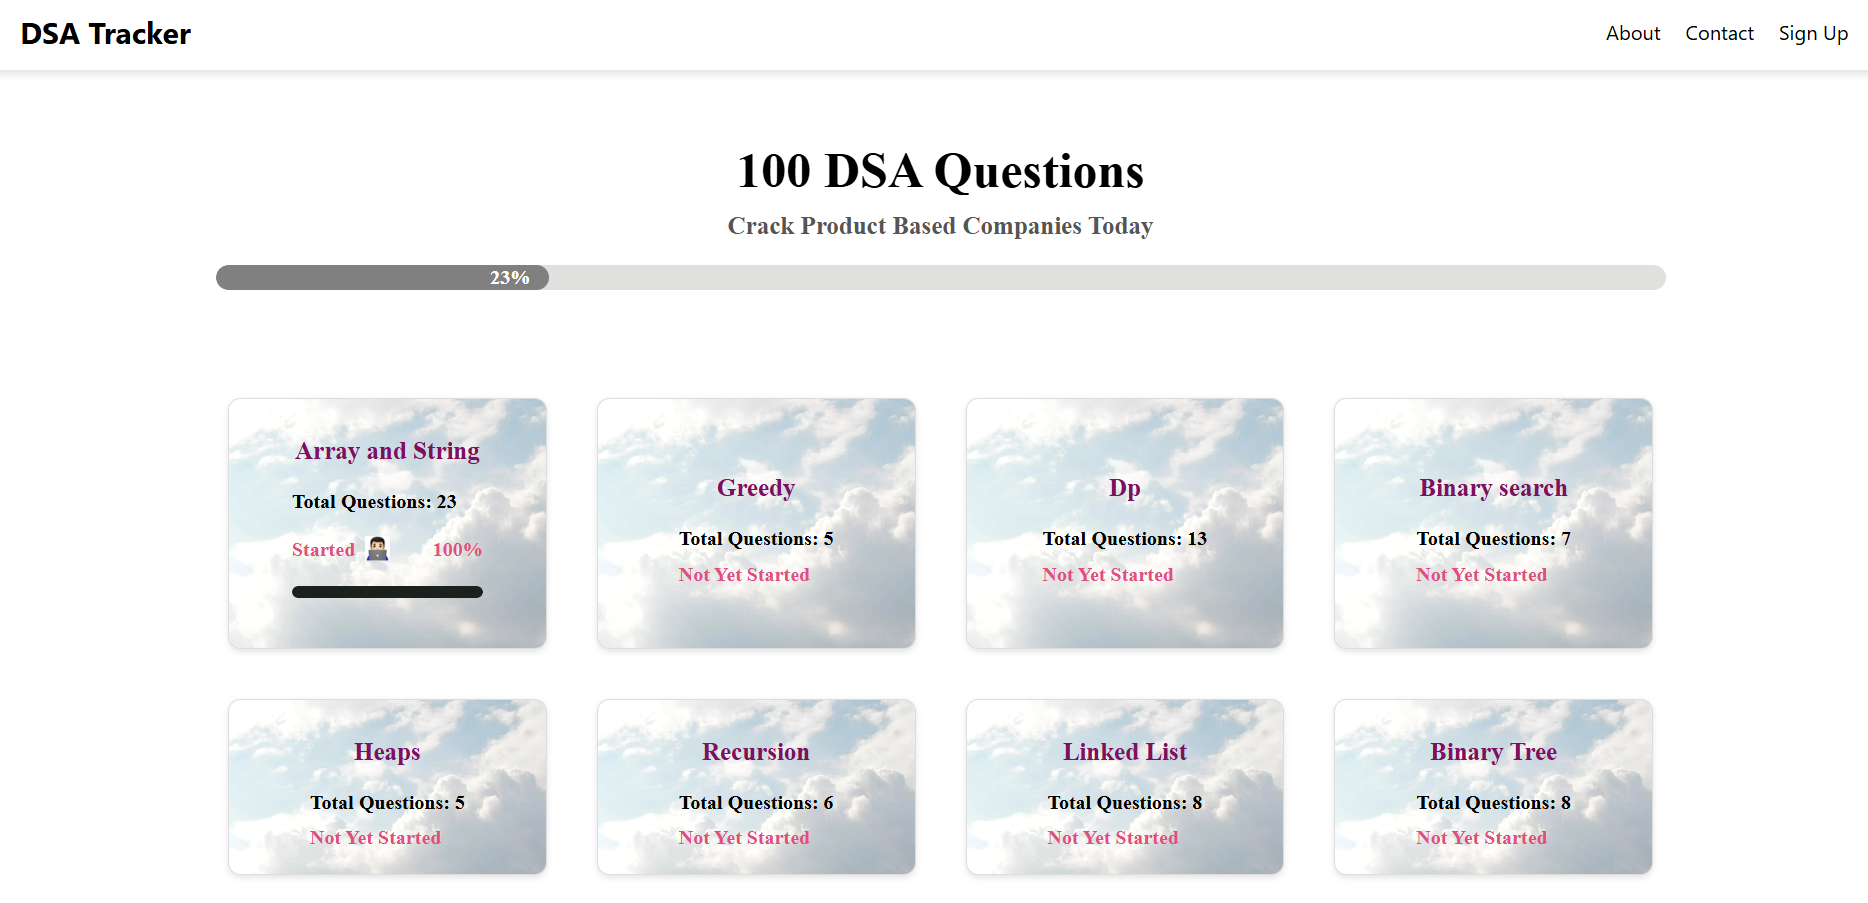 DSA Tracker
About Contact Sign Up
100 DSA Questions
Crack Product Based Companies Today
23%
Array and String
Total Questions: 23
Started 100%
Greedy
Total Questions: 5
Not Yet Started
Dp
Total Questions: 13
Not Yet Started
Binary search
Total Questions: 7
Not Yet Started
Heaps
Total Questions: 5
Not Yet Started
Recursion
Total Questions: 6
Not Yet Started
Linked List
Total Questions: 8
Not Yet Started
Binary Tree
Total Questions: 8
Not Yet Started